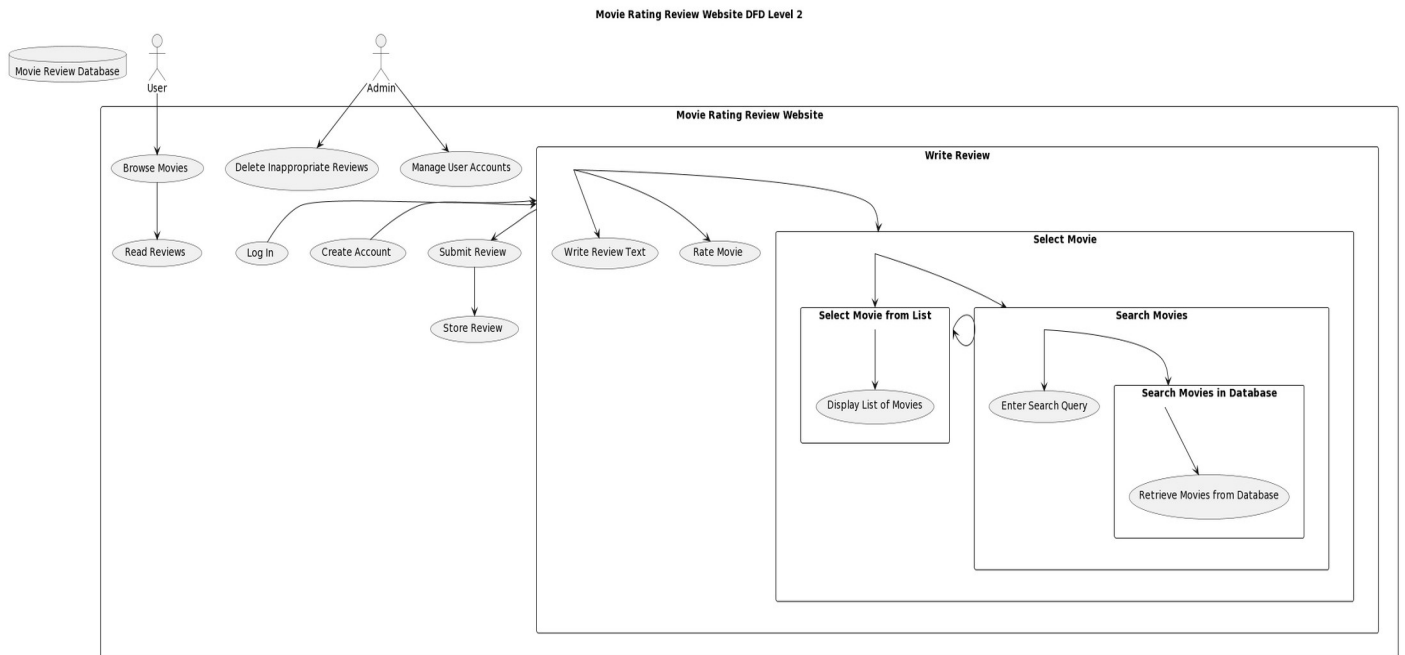 Movie Rating Review Website DFD Level 2
Movie Review Database
User
Admin
Movie Rating Review Website
Browse Movies
Delete Inappropriate Reviews
Manage User Accounts
Write Review
Read Reviews
Log In
Create Account
Submit Review
Write Review Text
Rate Movie
Select Movie
Store Review
Select Movie from List
Search Movies
Display List of Movies
Enter Search Query
Search Movies in Database
Retrieve Movies from Database